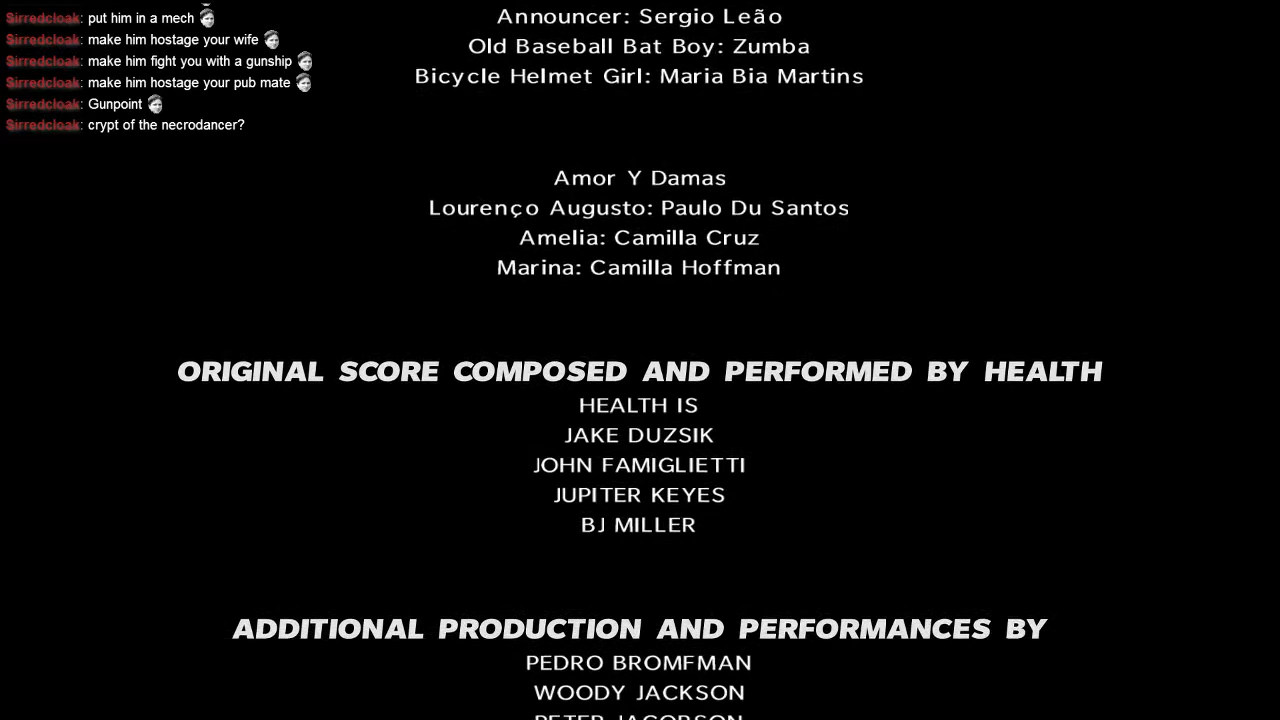 Sirredcloak: put him in a mech
Sirredcloak: make him hostage your wife
Sirredcloak: make him fight you with a gunship
Sirredcloak: make him hostage your pub mate
Sirredcloak: Gunpoint
Sirredcloak: crypt of the necrodancer?
Announcer: Sergio Leão
Old Baseball Bat Boy: Zumba
Bicycle Helmet Girl: Maria Bia Martins
Amor Y Damas
Lourenço Augusto: Paulo Du Santos
Amelia: Camilla Cruz
Marina: Camilla Hoffman
ORIGINAL SCORE COMPOSED AND PERFORMED BY HEALTH
HEALTH IS
JAKE DUZSIK
JOHN FAMIGLIETTI
JUPITER KEYES
BJ MILLER
ADDITIONAL PRODUCTION AND PERFORMANCES BY
PEDRO BROMFMAN
WOODY JACKSON
PETER JACOBSON